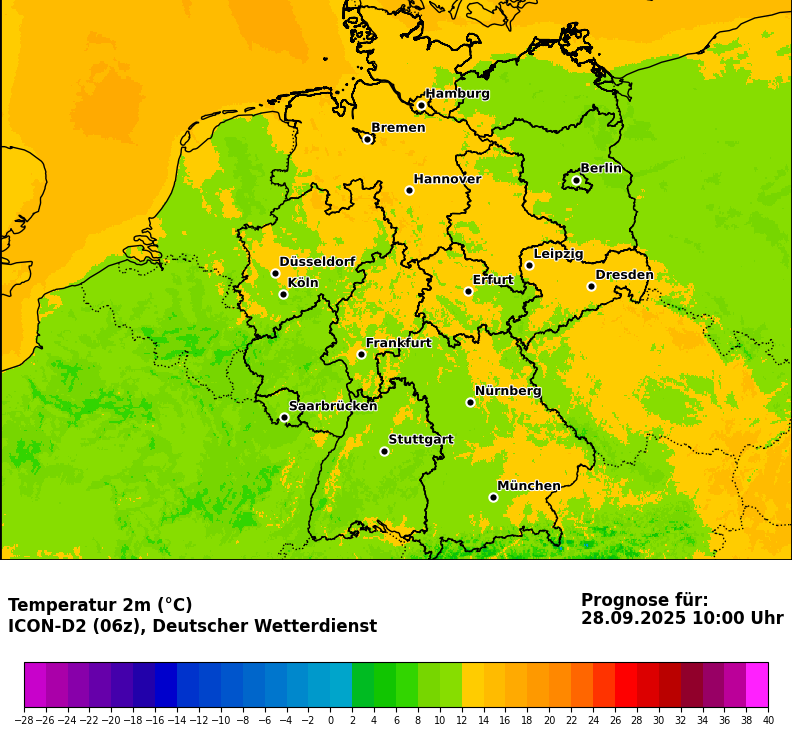 Hamburg
Bremen
Berlin
Hannover
Leipzig
Düsseldorf
Dresden
Köln
Erfurt
Frankfurt
Nürnberg
Saarbrücken
Stuttgart
München
Temperatur 2m (°C)
ICON-D2 (06z), Deutscher Wetterdienst
Prognose für:
28.09.2025 10:00 Uhr
−28 −26 −24 −22 −20 −18 −16 −14 −12 −10 −8 −6 −4 −2 0 2 4 6 8 10 12 14 16 18 20 22 24 26 28 30 32 34 36 38 40